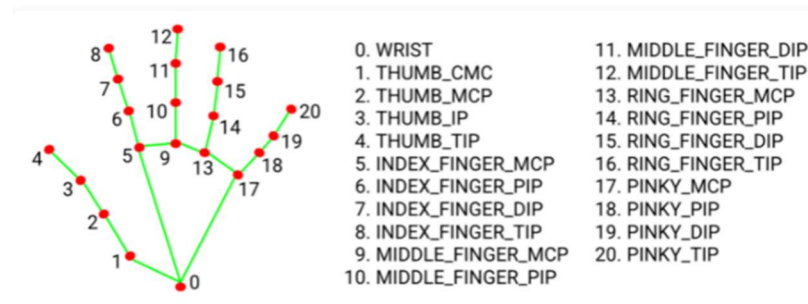 12
8
16
11
7
15
10
20
6
14
19
4
5
9
13
18
3
17
2
1
0
0. WRIST
1. THUMB_CMC
2. THUMB_MCP
3. THUMB_IP
4. THUMB_TIP
5. INDEX_FINGER_MCP
6. INDEX_FINGER_PIP
7. INDEX_FINGER_DIP
8. INDEX_FINGER_TIP
9. MIDDLE_FINGER_MCP
10. MIDDLE_FINGER_PIP
11. MIDDLE_FINGER_DIP
12. MIDDLE_FINGER_TIP
13. RING_FINGER_MCP
14. RING_FINGER_PIP
15. RING_FINGER_DIP
16. RING_FINGER_TIP
17. PINKY_MCP
18. PINKY_PIP
19. PINKY_DIP
20. PINKY_TIP